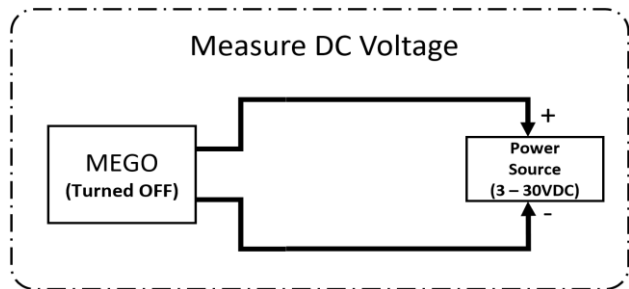 Measure DC Voltage
MEGO
(Turned OFF)
+
Power
Source
(3 – 30VDC)
-